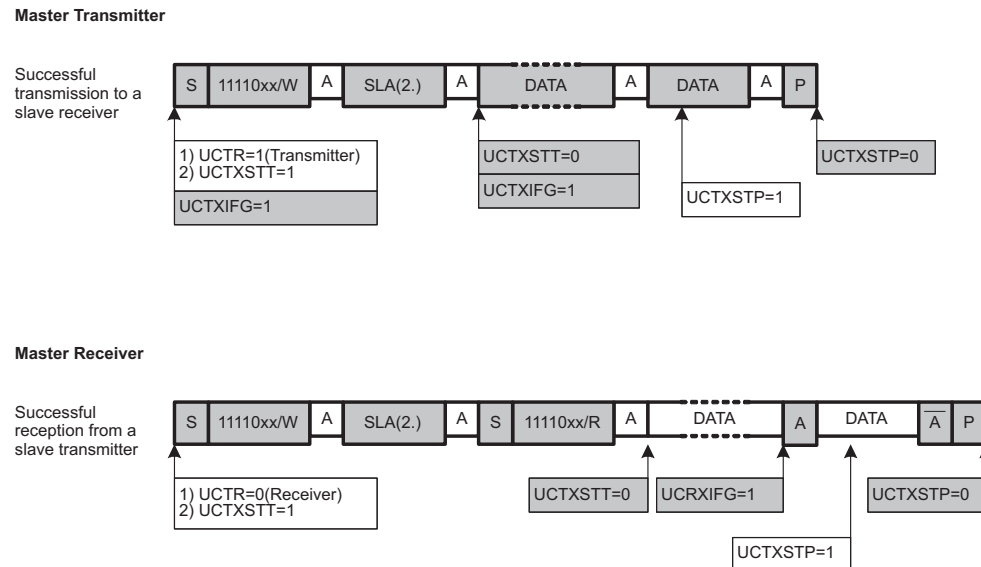 Master Transmitter
Successful
transmission to a
slave receiver
S 11110xx/W A SLA(2.) A DATA A DATA A P
1) UCTR=1(Transmitter)
2) UCTXSTT=1
UCTXIFG=1
UCTXSTT=0
UCTXIFG=1
UCTXSTP=1
UCTXSTP=0
Master Receiver
Successful
reception from a
slave transmitter
S 11110xx/W A SLA(2.) A S 11110xx/R A DATA A DATA A̅ P
1) UCTR=0(Receiver)
2) UCTXSTT=1
UCTXSTT=0
UCRXIFG=1
UCTXSTP=1
UCTXSTP=0